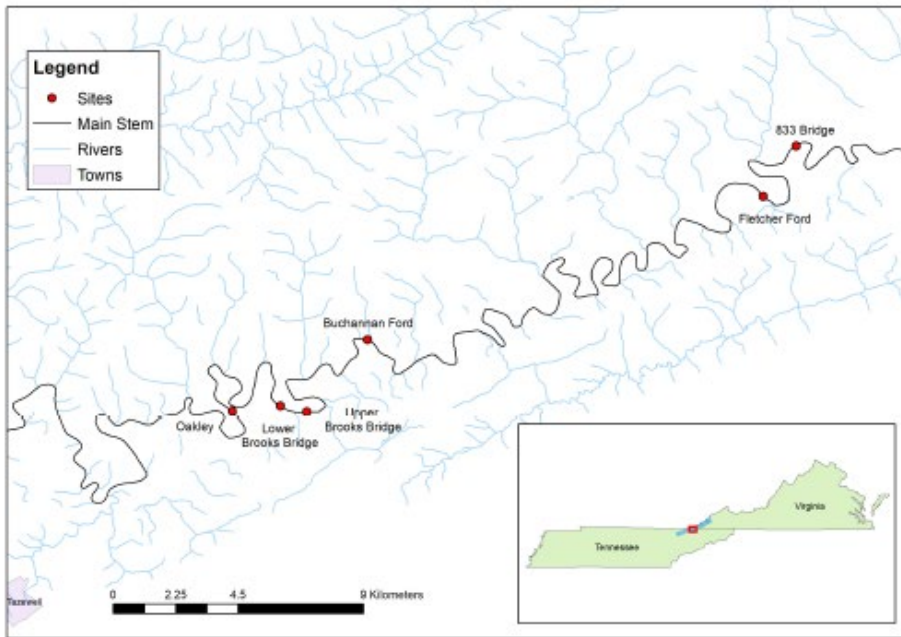 Legend
Sites
Main Stem
Rivers
Towns
833 Bridge
Fletcher Ford
Buchannan Ford
Oakley
Lower
Brooks Bridge
Upper
Brooks Bridge
Tazewell
0 2.25 4.5 9 Kilometers
Virginia
Tennessee